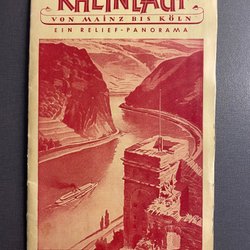 RHEINLAUF
VON MAINZ BIS KÖLN
EIN RELIEF-PANORAMA